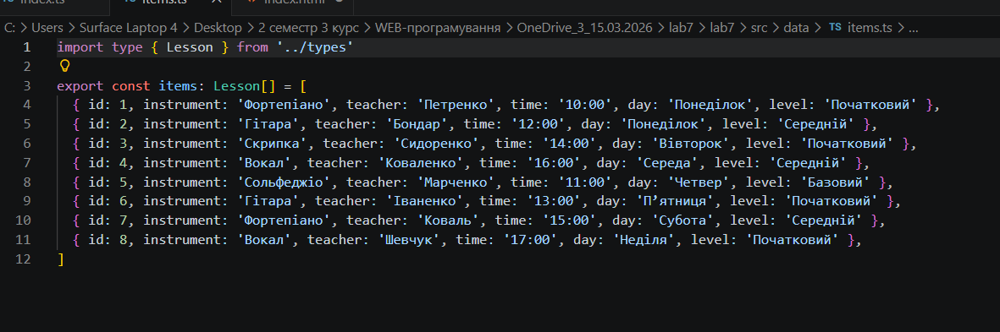 index.ts items.ts index.html
C: > Users > Surface Laptop 4 > Desktop > 2 семестр 3 курс > WEB-програмування > OneDrive_3_15.03.2026 > lab7 > lab7 > src > data > TS items.ts > ...
1 import type { Lesson } from '../types'
2
3 export const items: Lesson[] = [
4 { id: 1, instrument: 'Фортепіано', teacher: 'Петренко', time: '10:00', day: 'Понеділок', level: 'Початковий' },
5 { id: 2, instrument: 'Гітара', teacher: 'Бондар', time: '12:00', day: 'Понеділок', level: 'Середній' },
6 { id: 3, instrument: 'Скрипка', teacher: 'Сидоренко', time: '14:00', day: 'Вівторок', level: 'Початковий' },
7 { id: 4, instrument: 'Вокал', teacher: 'Коваленко', time: '16:00', day: 'Середа', level: 'Середній' },
8 { id: 5, instrument: 'Сольфеджіо', teacher: 'Марченко', time: '11:00', day: 'Четвер', level: 'Базовий' },
9 { id: 6, instrument: 'Гітара', teacher: 'Іваненко', time: '13:00', day: 'П’ятниця', level: 'Початковий' },
10 { id: 7, instrument: 'Фортепіано', teacher: 'Коваль', time: '15:00', day: 'Субота', level: 'Середній' },
11 { id: 8, instrument: 'Вокал', teacher: 'Шевчук', time: '17:00', day: 'Неділя', level: 'Початковий' },
12 ]